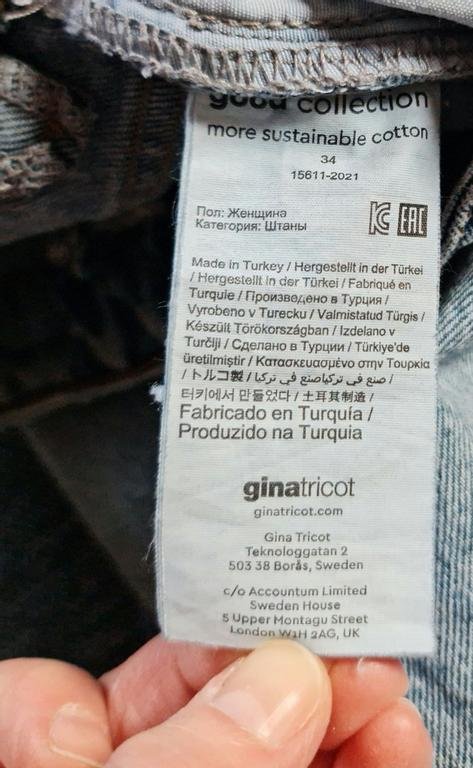 good collection
more sustainable cotton
34
15611-2021
Пол: Женщина
Категория: Штаны
EAC
Made in Turkey / Hergestellt in der Türkei
/ Hergestellt in der Türkei / Fabriqué en
Turquie / Произведено в Турция /
Vyrobeno v Turecku / Valmistatud Türgis /
Készült Törökországban / Izdelano v
Turčiji / Сделано в Турции / Türkiye'de
üretilmiştir / Κατασκευασμένο στην Τουρκία
/ トルコ製 / صنع في تركياصنع في تركيا /
터키에서 만들었다 / 土耳其制造 /
Fabricado en Turquía /
Produzido na Turquia
ginatricot
ginatricot.com
Gina Tricot
Teknologgatan 2
503 38 Borås, Sweden
c/o Accountum Limited
Sweden House
5 Upper Montagu Street
London W1H 2AG, UK